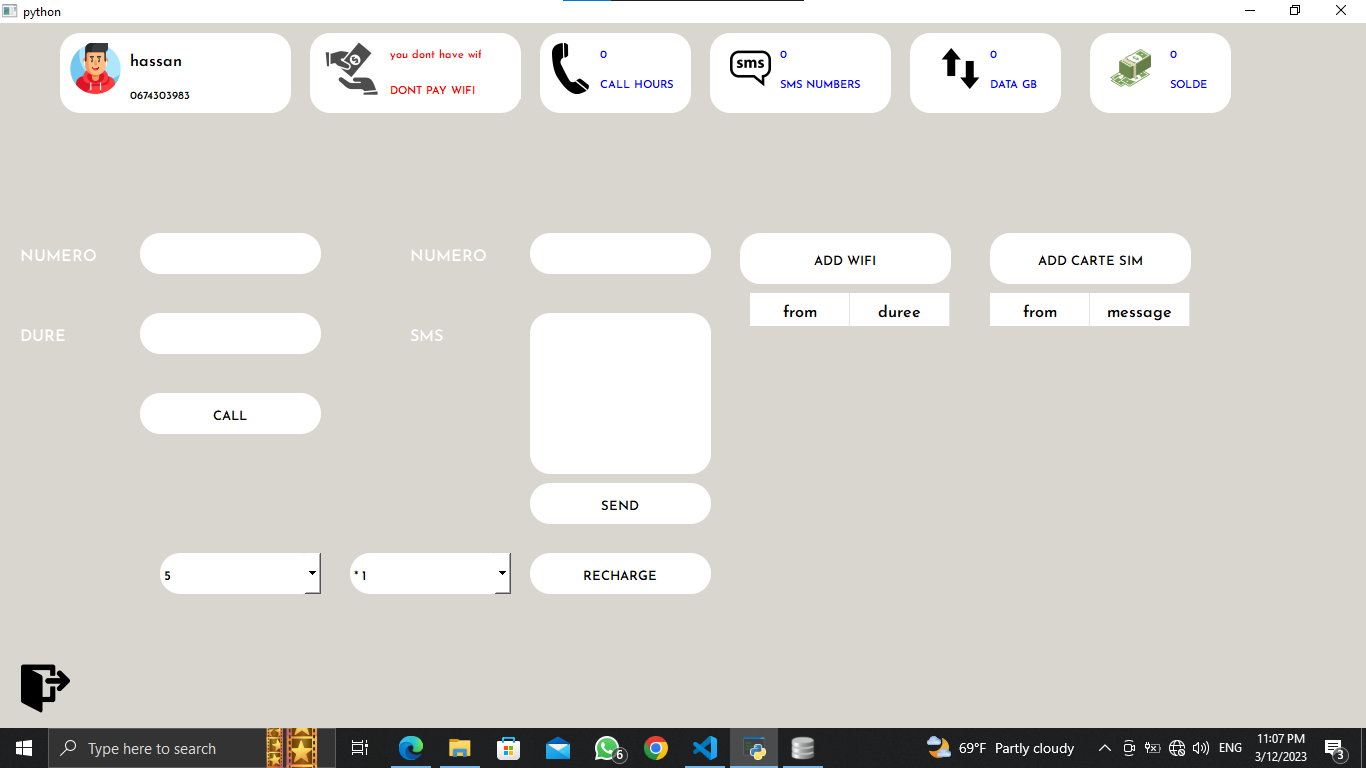 python
hassan
0674303983
you dont have wif
DONT PAY WIFI
0
CALL HOURS
sms
0
SMS NUMBERS
0
DATA GB
0
SOLDE
NUMERO
NUMERO
ADD WIFI
ADD CARTE SIM
from duree
from message
DURE
SMS
CALL
SEND
5
* 1
RECHARGE
Type here to search
6
69°F Partly cloudy
ENG
11:07 PM
3/12/2023
3